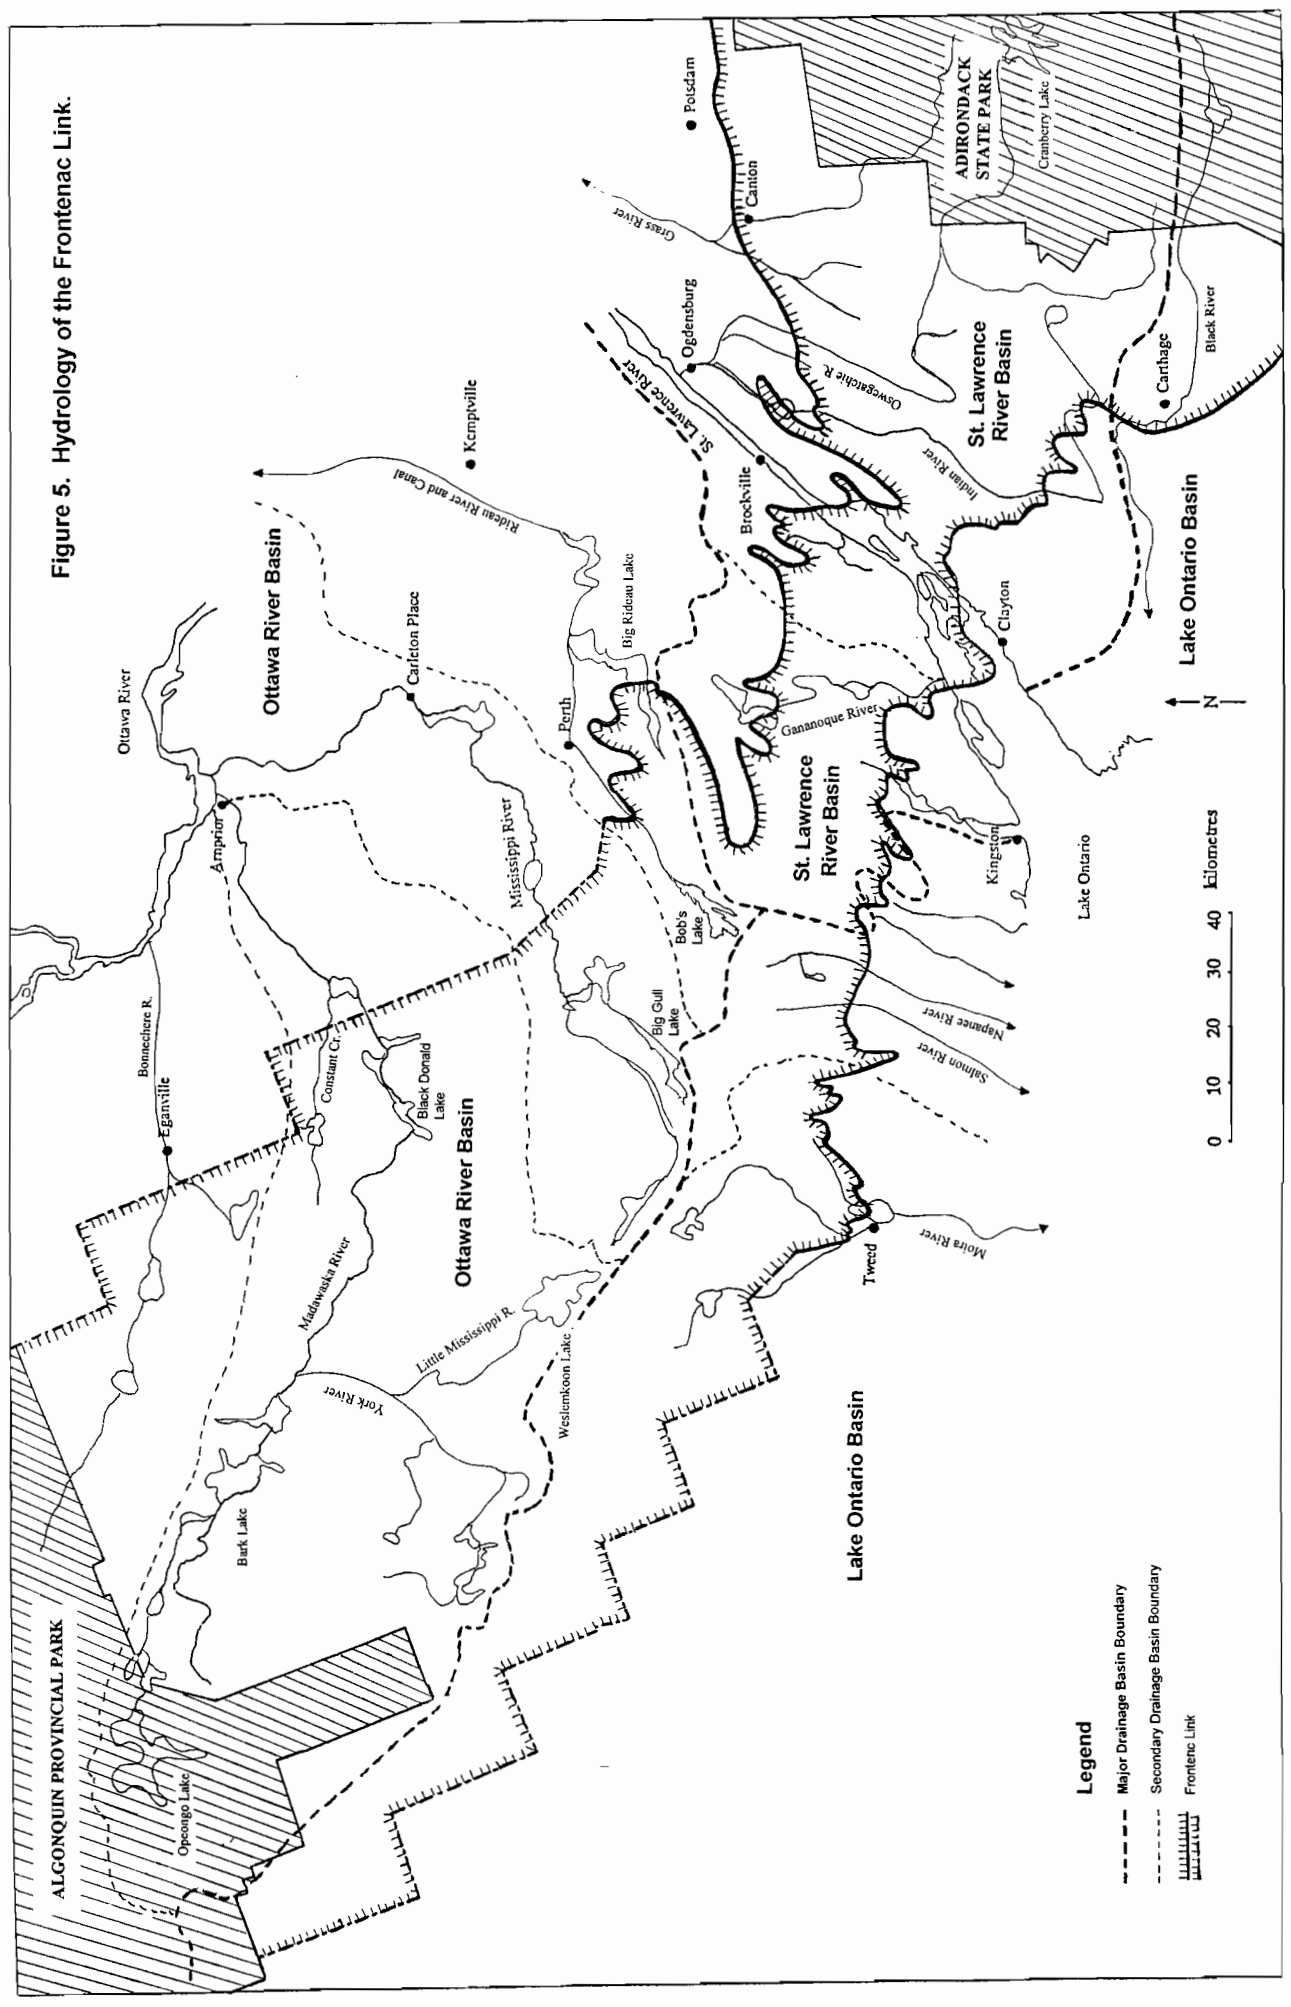 Figure 5. Hydrology of the Frontenac Link.
ALGONQUIN PROVINCIAL PARK
Opeongo Lake
Bark Lake
Madawaska River
York River
Little Mississippi R.
Weslemkoon Lake
Bonnechere R.
Eganville
Constant Cr.
Black Donald
Lake
Ottawa River Basin
Ottawa River
Arnprior
Ottawa River Basin
Carleton Place
Mississippi River
Perth
Big Rideau Lake
Rideau River and Canal
Kemptville
Bob's
Lake
Big Gull
Lake
St. Lawrence River
Ogdensburg
Brockville
Grass River
Potsdam
Canton
ADIRONDACK
STATE PARK
Cranberry Lake
Oswegatchie R.
Indian River
St. Lawrence
River Basin
Carthage
Black River
Clayton
Lake Ontario Basin
Gananoque River
St. Lawrence
River Basin
Kingston
Lake Ontario
Napanee River
Salmon River
Moira River
Tweed
Lake Ontario Basin
N
0 10 20 30 40 kilometres
Legend
Major Drainage Basin Boundary
Secondary Drainage Basin Boundary
Frontenc Link